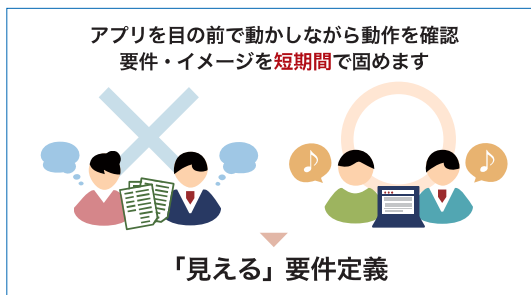 アプリを目の前で動かしながら動作を確認
要件・イメージを短期間で固めます
「見える」要件定義